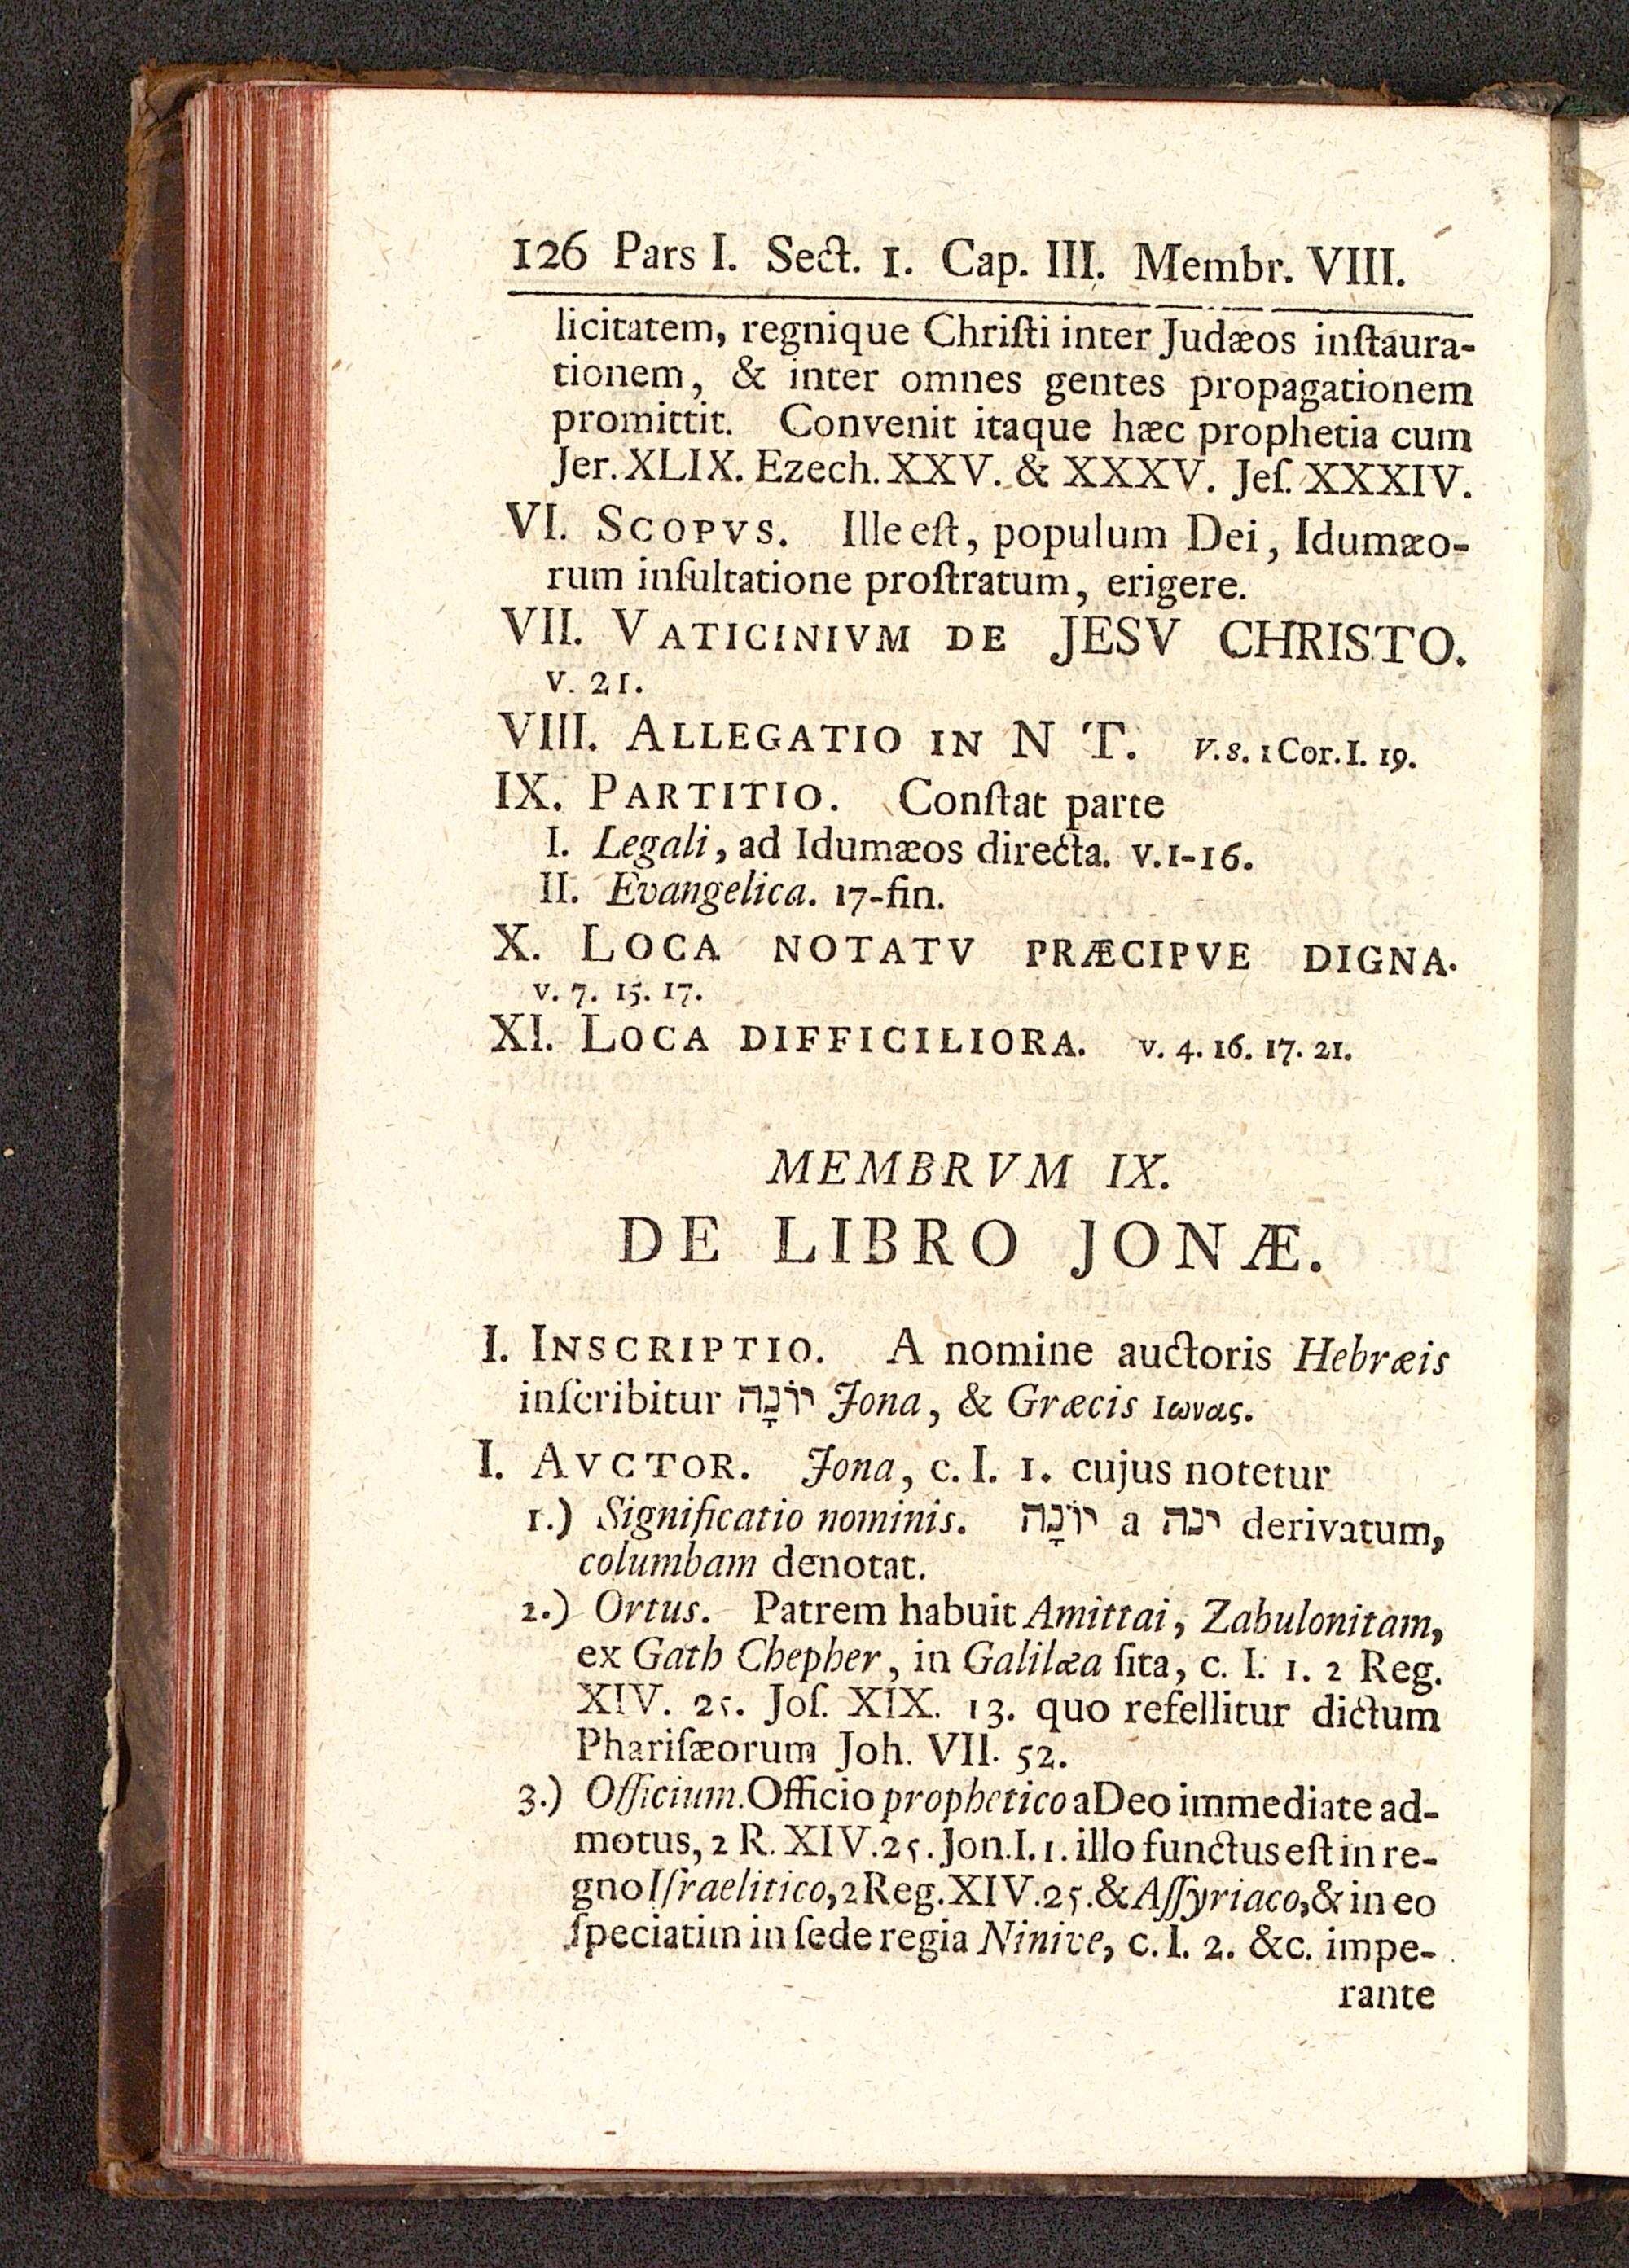 126 Pars I. Sect. 1. Cap. III. Membr. VIII.
licitatem, regnique Chriſti inter Judæos inſtaura-
tionem, & inter omnes gentes propagationem
promittit. Convenit itaque hæc prophetia cum
Jer. XLIX. Ezech. XXV. & XXXV. Jeſ. XXXIV.
VI. SCOPVS. Ille eſt, populum Dei, Idumæo-
rum inſultatione proſtratum, erigere.
VII. VATICINIVM DE JESV CHRISTO.
v. 21.
VIII. ALLEGATIO IN N T. V. 8. 1 Cor. I. 19.
IX. PARTITIO. Conſtat parte
I. Legali, ad Idumæos directa. v. 1-16.
II. Evangelica. 17-fin.
X. LOCA NOTATV PRÆCIPVE DIGNA.
v. 7. 15. 17.
XI. LOCA DIFFICILIORA. v. 4. 16. 17. 21.
MEMBRVM IX.
DE LIBRO JONÆ.
I. INSCRIPTIO. A nomine auctoris Hebræis
inſcribitur יוֹנָה Jona, & Græcis Ιωνας.
I. AVCTOR. Jona, c. I. 1. cujus notetur
1.) Significatio nominis. יוֹנָה a ינה derivatum,
columbam denotat.
2.) Ortus. Patrem habuit Amittai, Zabulonitam,
ex Gath Chepher, in Galilæa ſita, c. I. 1. 2 Reg.
XIV. 25. Joſ. XIX. 13. quo refellitur dictum
Phariſæorum Joh. VII. 52.
3.) Officium. Officio prophetico a Deo immediate ad-
motus, 2 R. XIV. 25. Jon. I. 1. illo functus eſt in re-
gno Iſraelitico, 2 Reg. XIV. 25. & Aſſyriaco, & in eo
ſpeciatim in ſede regia Ninive, c. I. 2. &c. impe-
rante